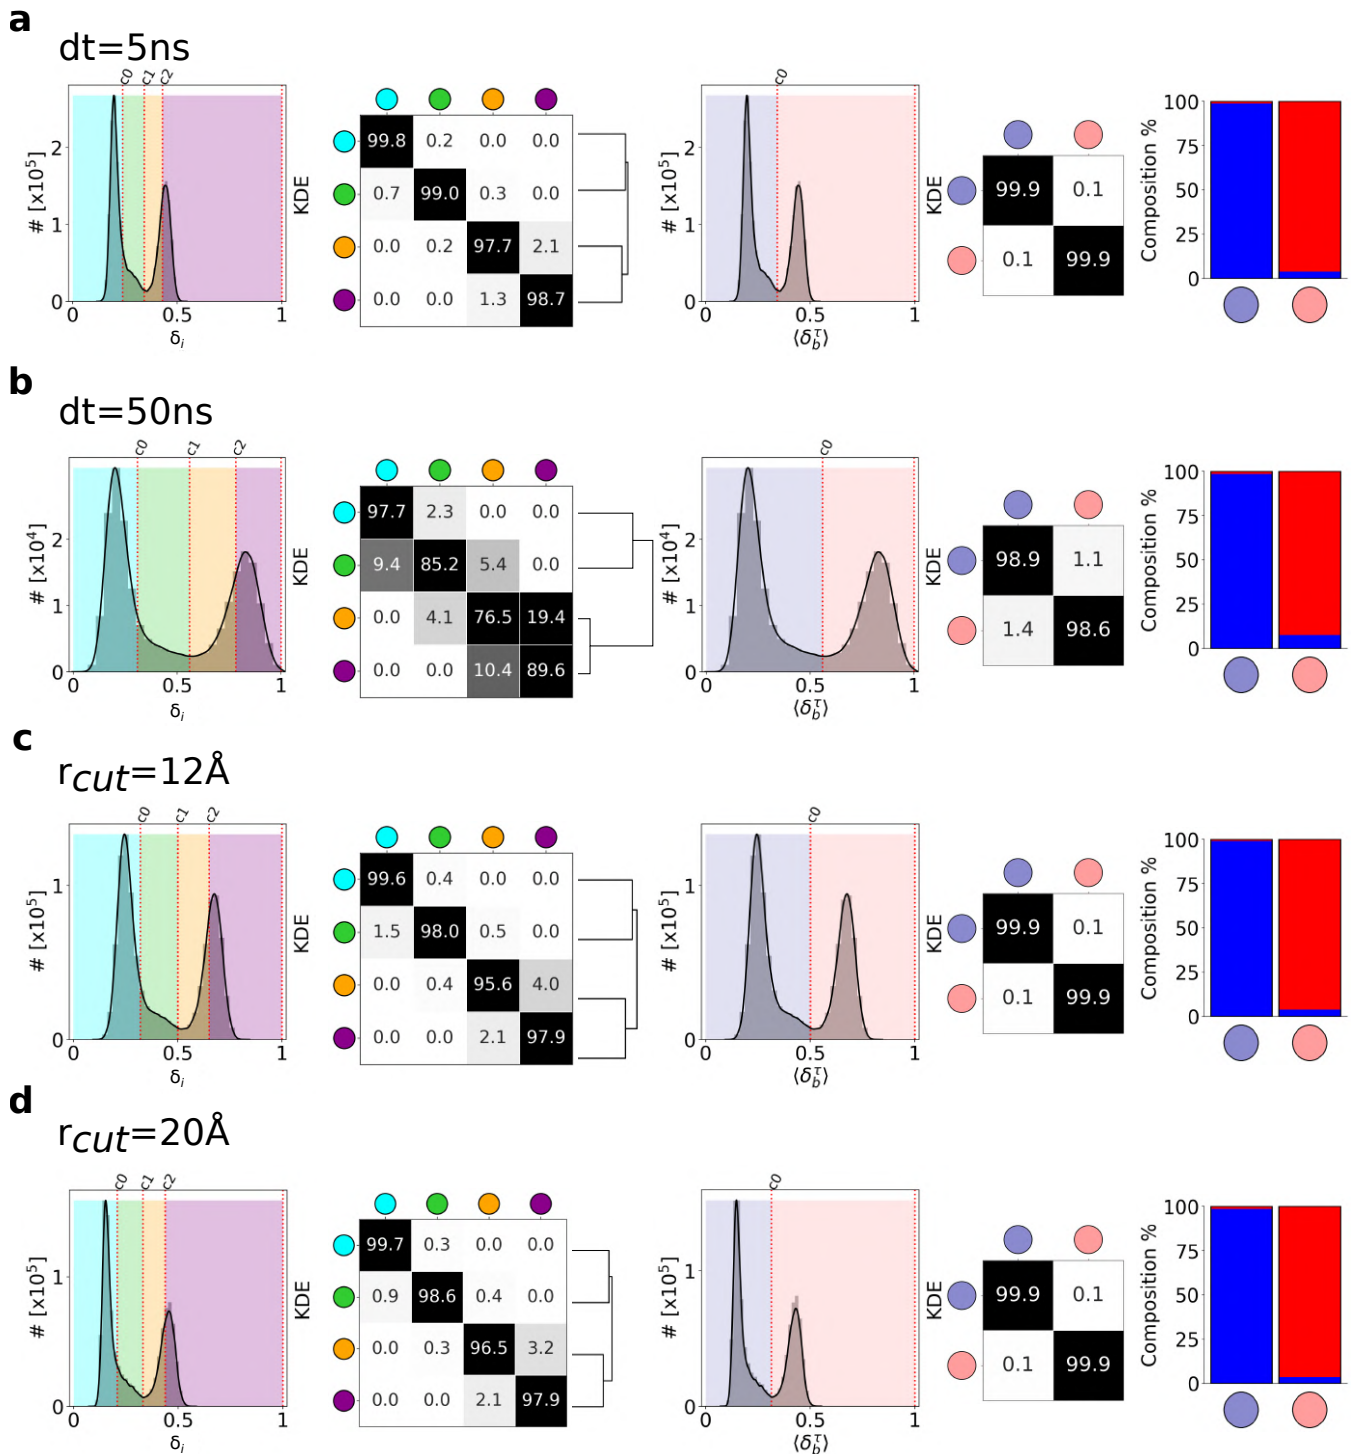 a
dt=5ns
c0 c1 c2
# [x10⁵]
2
1
0
0 0.5 1
δᵢ
KDE
99.8 0.2 0.0 0.0
0.7 99.0 0.3 0.0
0.0 0.2 97.7 2.1
0.0 0.0 1.3 98.7
c0
# [x10⁵]
2
1
0
0 0.5 1
⟨δ_b^τ⟩
KDE
99.9 0.1
0.1 99.9
Composition %
100
75
50
25
0
b
dt=50ns
c0 c1 c2
# [x10⁴]
2
1
0
0 0.5 1
δᵢ
KDE
97.7 2.3 0.0 0.0
9.4 85.2 5.4 0.0
0.0 4.1 76.5 19.4
0.0 0.0 10.4 89.6
c0
# [x10⁴]
2
1
0
0 0.5 1
⟨δ_b^τ⟩
KDE
98.9 1.1
1.4 98.6
Composition %
100
75
50
25
0
c
r_cut=12Å
c0 c1 c2
# [x10⁵]
1
0
0 0.5 1
δᵢ
KDE
99.6 0.4 0.0 0.0
1.5 98.0 0.5 0.0
0.0 0.4 95.6 4.0
0.0 0.0 2.1 97.9
c0
# [x10⁵]
1
0
0 0.5 1
⟨δ_b^τ⟩
KDE
99.9 0.1
0.1 99.9
Composition %
100
75
50
25
0
d
r_cut=20Å
c0 c1 c2
# [x10⁵]
1
0
0 0.5 1
δᵢ
KDE
99.7 0.3 0.0 0.0
0.9 98.6 0.4 0.0
0.0 0.3 96.5 3.2
0.0 0.0 2.1 97.9
c0
# [x10⁵]
1
0
0 0.5 1
⟨δ_b^τ⟩
KDE
99.9 0.1
0.1 99.9
Composition %
100
75
50
25
0